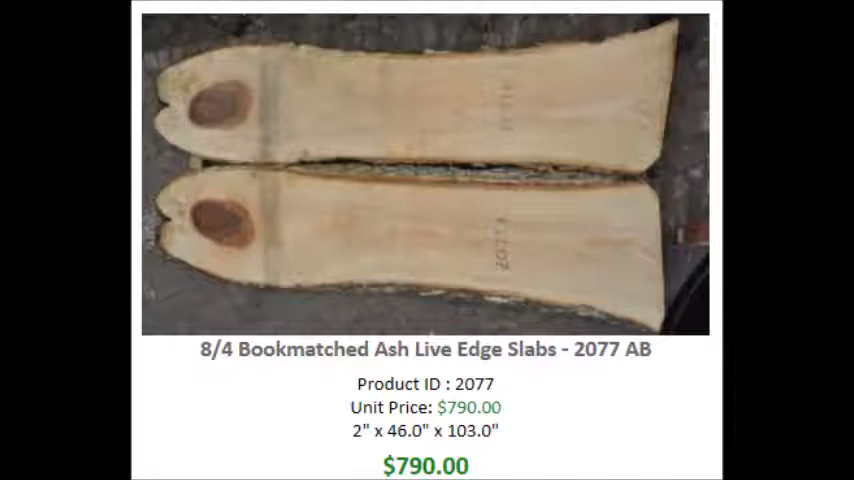 8/4 Bookmatched Ash Live Edge Slabs - 2077 AB
Product ID : 2077
Unit Price: $790.00
2" x 46.0" x 103.0"
$790.00